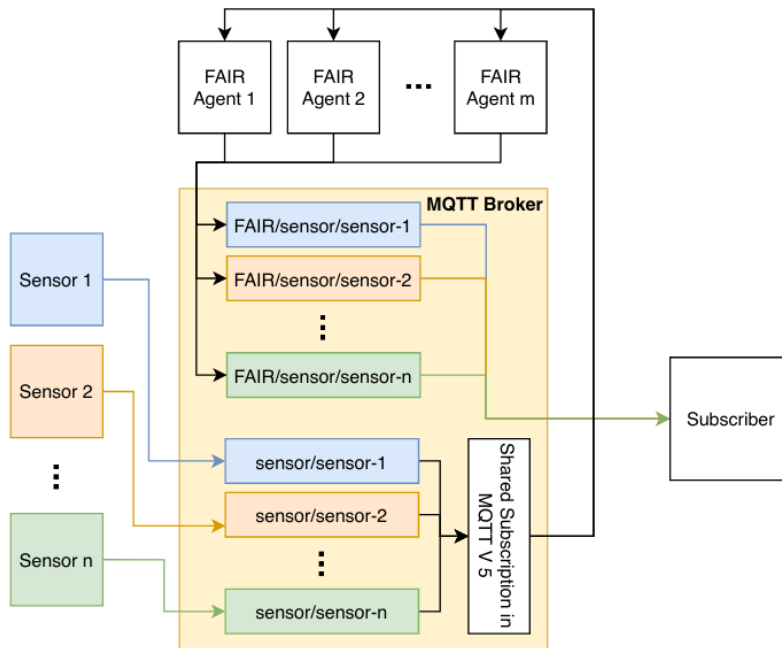 FAIR
Agent 1
FAIR
Agent 2
...
FAIR
Agent m
MQTT Broker
FAIR/sensor/sensor-1
FAIR/sensor/sensor-2
FAIR/sensor/sensor-n
Sensor 1
Sensor 2
Sensor n
sensor/sensor-1
sensor/sensor-2
sensor/sensor-n
Shared Subscription in
MQTT V 5
Subscriber